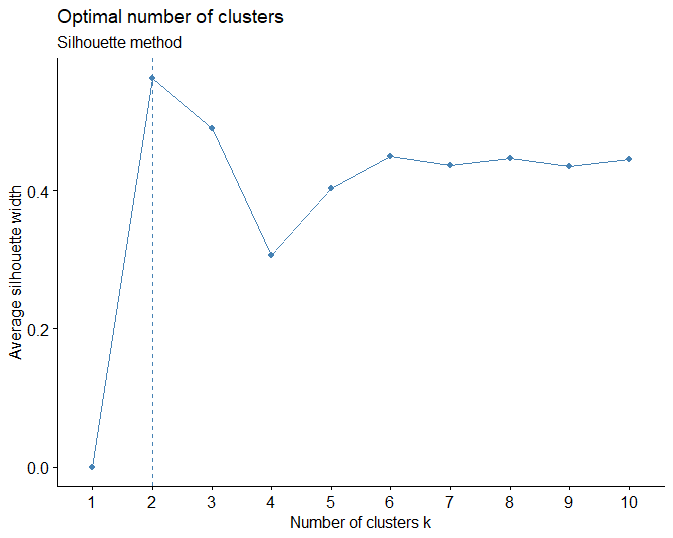 Optimal number of clusters
Silhouette method
Average silhouette width
0.4
0.2
0.0
1 2 3 4 5 6 7 8 9 10
Number of clusters k